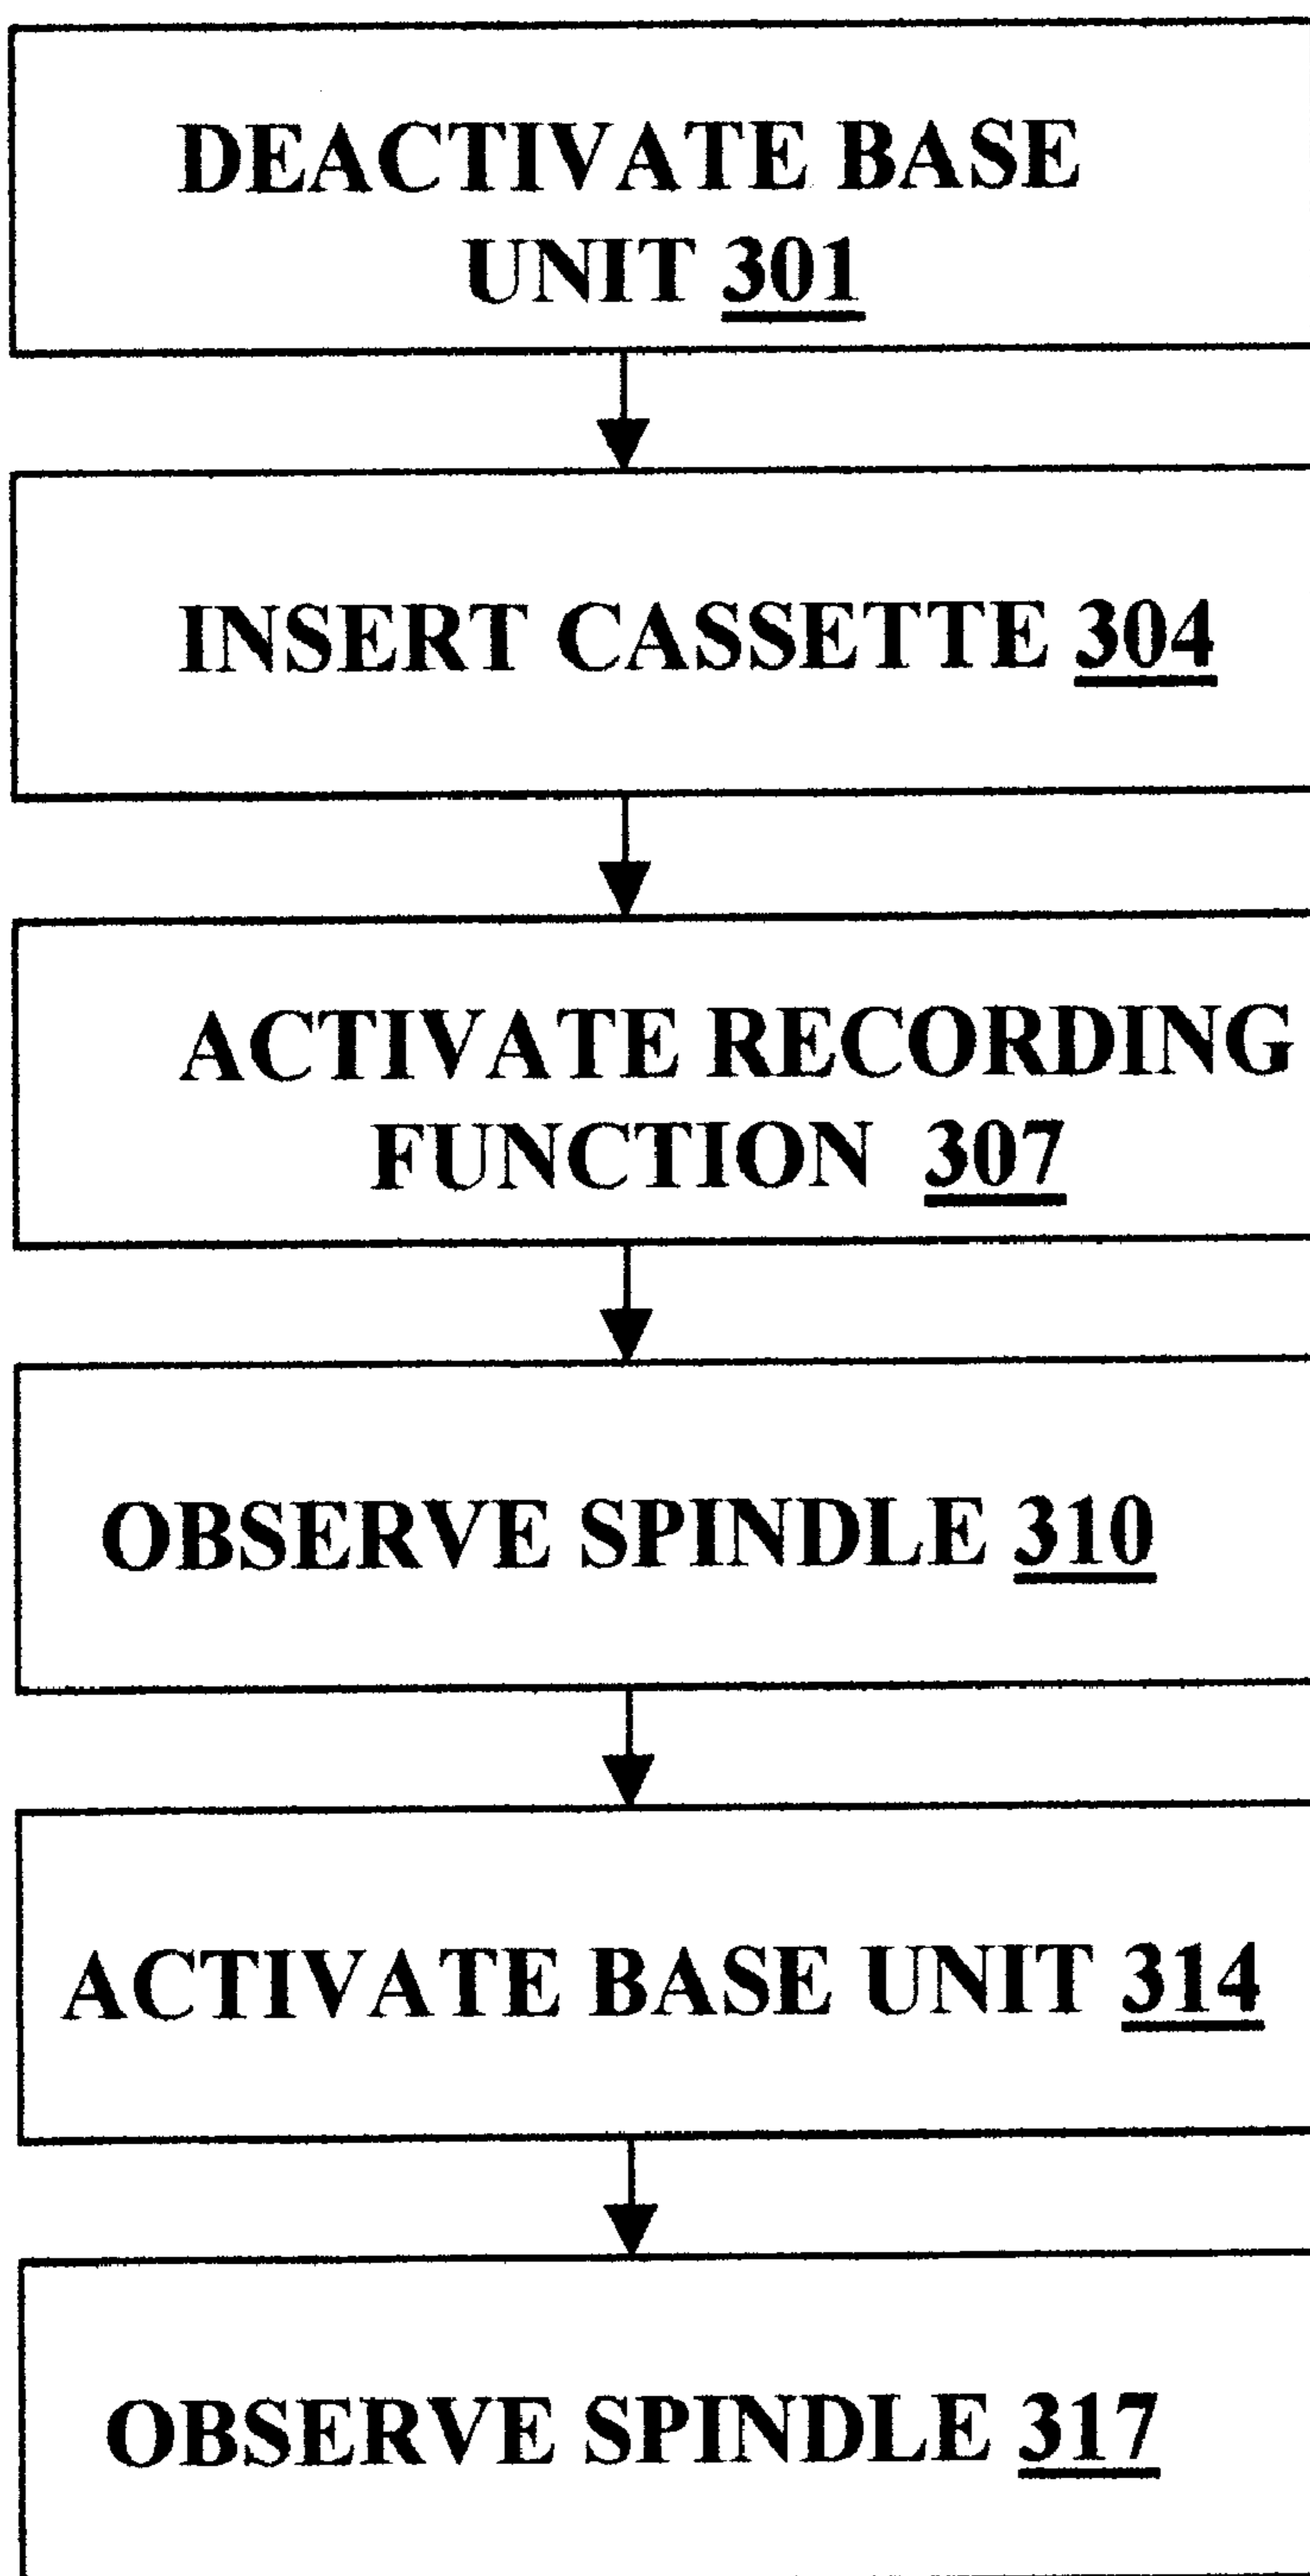 DEACTIVATE BASE
UNIT 301
INSERT CASSETTE 304
ACTIVATE RECORDING
FUNCTION 307
OBSERVE SPINDLE 310
ACTIVATE BASE UNIT 314
OBSERVE SPINDLE 317